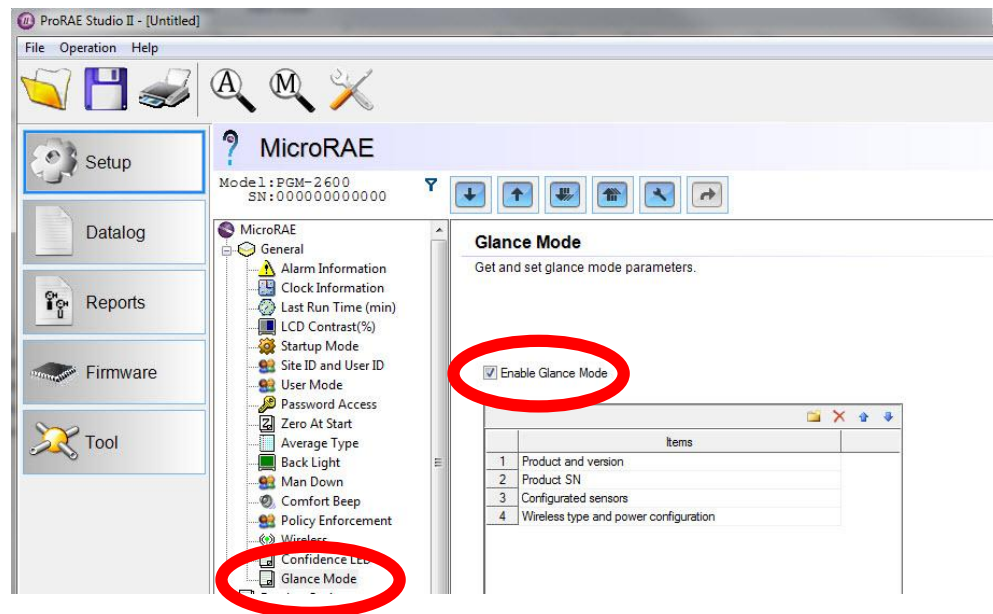 ProRAE Studio II - [Untitled]
File Operation Help
A M
Setup
Datalog
Reports
Firmware
Tool
MicroRAE
Model:PGM-2600
SN:000000000000
MicroRAE
General
Alarm Information
Clock Information
Last Run Time (min)
LCD Contrast(%)
Startup Mode
Site ID and User ID
User Mode
Password Access
Zero At Start
Average Type
Back Light
Man Down
Comfort Beep
Policy Enforcement
Wireless
Confidence LED
Glance Mode
Glance Mode
Get and set glance mode parameters.
Enable Glance Mode
Items
1 Product and version
2 Product SN
3 Configurated sensors
4 Wireless type and power configuration